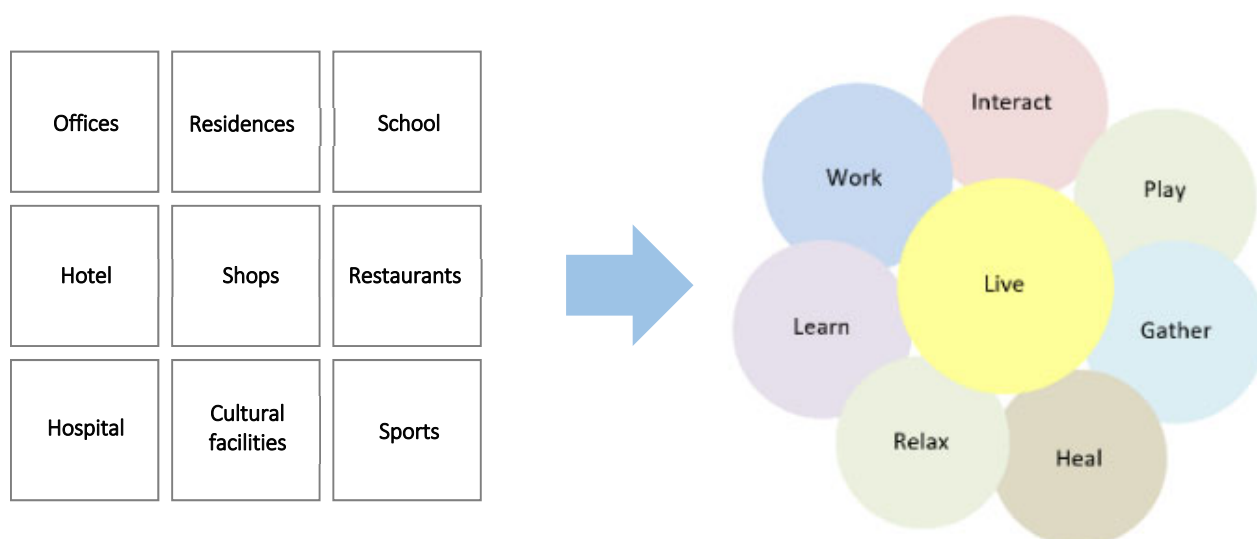 Offices
Residences
School
Hotel
Shops
Restaurants
Hospital
Cultural
facilities
Sports
Interact
Work
Play
Live
Learn
Gather
Relax
Heal